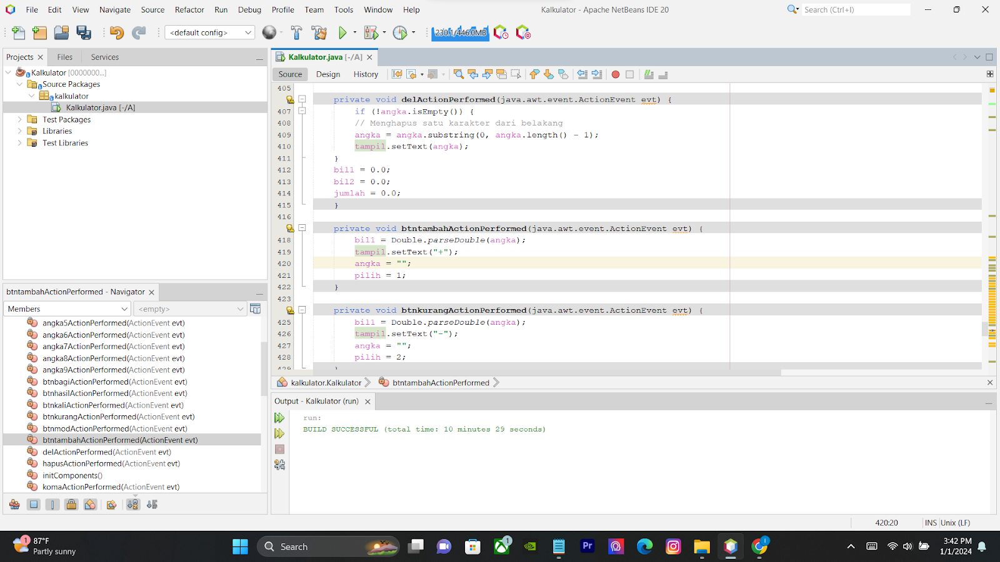 File Edit View Navigate Source Refactor Run Debug Profile Team Tools Window Help
Kalkulator - Apache NetBeans IDE 20
Search (Ctrl+I)
<default config>
230.1/446.0MB
Projects
Files
Services
Kalkulator [0000000...]
Source Packages
kalkulator
Kalkulator.java [-/A]
Test Packages
Libraries
Test Libraries
btntambahActionPerformed - Navigator
Members
<empty>
angka5ActionPerformed(ActionEvent evt)
angka6ActionPerformed(ActionEvent evt)
angka7ActionPerformed(ActionEvent evt)
angka8ActionPerformed(ActionEvent evt)
angka9ActionPerformed(ActionEvent evt)
btnbagiActionPerformed(ActionEvent evt)
btnhasilActionPerformed(ActionEvent evt)
btnkaliActionPerformed(ActionEvent evt)
btnkurangActionPerformed(ActionEvent evt)
btnmodActionPerformed(ActionEvent evt)
btntambahActionPerformed(ActionEvent evt)
delActionPerformed(ActionEvent evt)
hapusActionPerformed(ActionEvent evt)
initComponents()
komaActionPerformed(ActionEvent evt)
Kalkulator.java [-/A]
Source Design History
405
private void delActionPerformed(java.awt.event.ActionEvent evt) {
407 if (!angka.isEmpty()) {
408 // Menghapus satu karakter dari belakang
409 angka = angka.substring(0, angka.length() - 1);
410 tampil.setText(angka);
411 }
412 bil1 = 0.0;
413 bil2 = 0.0;
414 jumlah = 0.0;
415 }
416
private void btntambahActionPerformed(java.awt.event.ActionEvent evt) {
418 bil1 = Double.parseDouble(angka);
419 tampil.setText("+");
420 angka = "";
421 pilih = 1;
422 }
423
private void btnkurangActionPerformed(java.awt.event.ActionEvent evt) {
425 bil1 = Double.parseDouble(angka);
426 tampil.setText("-");
427 angka = "";
428 pilih = 2;
429 }
kalkulator.Kalkulator
btntambahActionPerformed
Output - Kalkulator (run)
run:
BUILD SUCCESSFUL (total time: 10 minutes 29 seconds)
420:20
INS
Unix (LF)
1
87°F
Partly sunny
Search
1
Pr
1
3:42 PM
1/1/2024